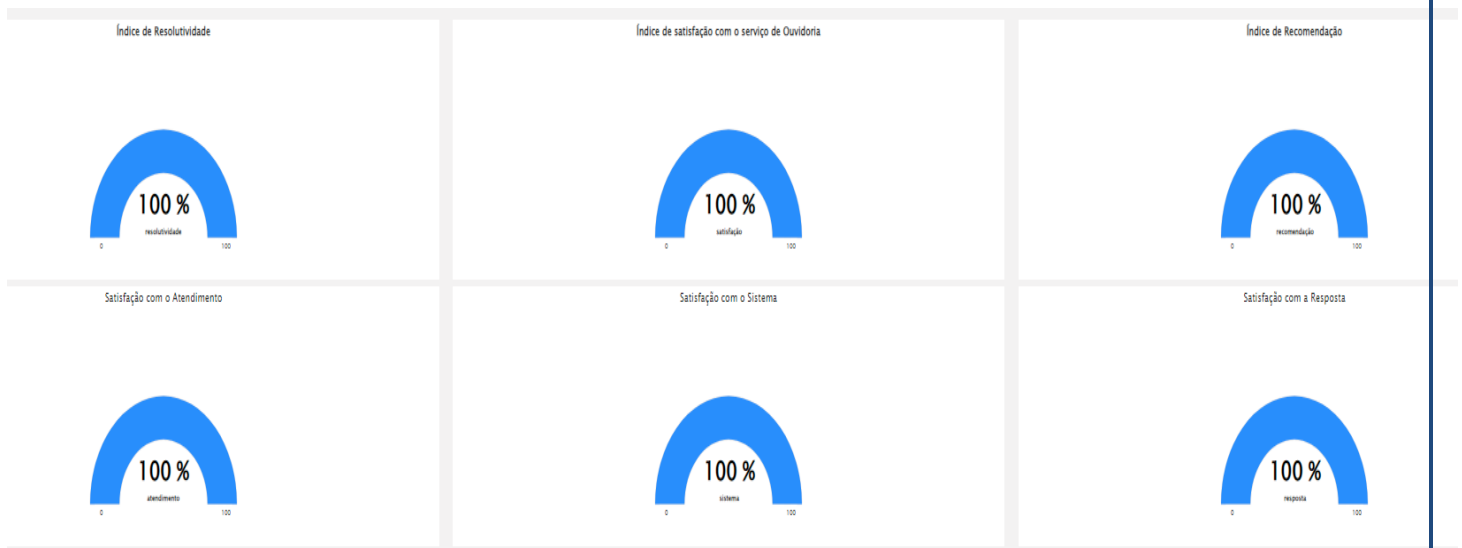 Índice de Resolutividade
Índice de satisfação com o serviço de Ouvidoria
Índice de Recomendação
100 %
resolutividade
0
100
100 %
satisfação
0
100
100 %
recomendação
0
100
Satisfação com o Atendimento
Satisfação com o Sistema
Satisfação com a Resposta
100 %
atendimento
0
100
100 %
sistema
0
100
100 %
resposta
0
100